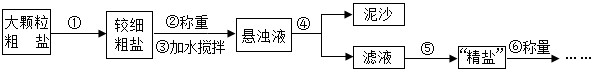 大颗粒
粗 盐
①
较细
粗盐
②称重
③加水搅拌
悬浊液
④
泥沙
滤液
⑤
“精盐”
⑥称量
……